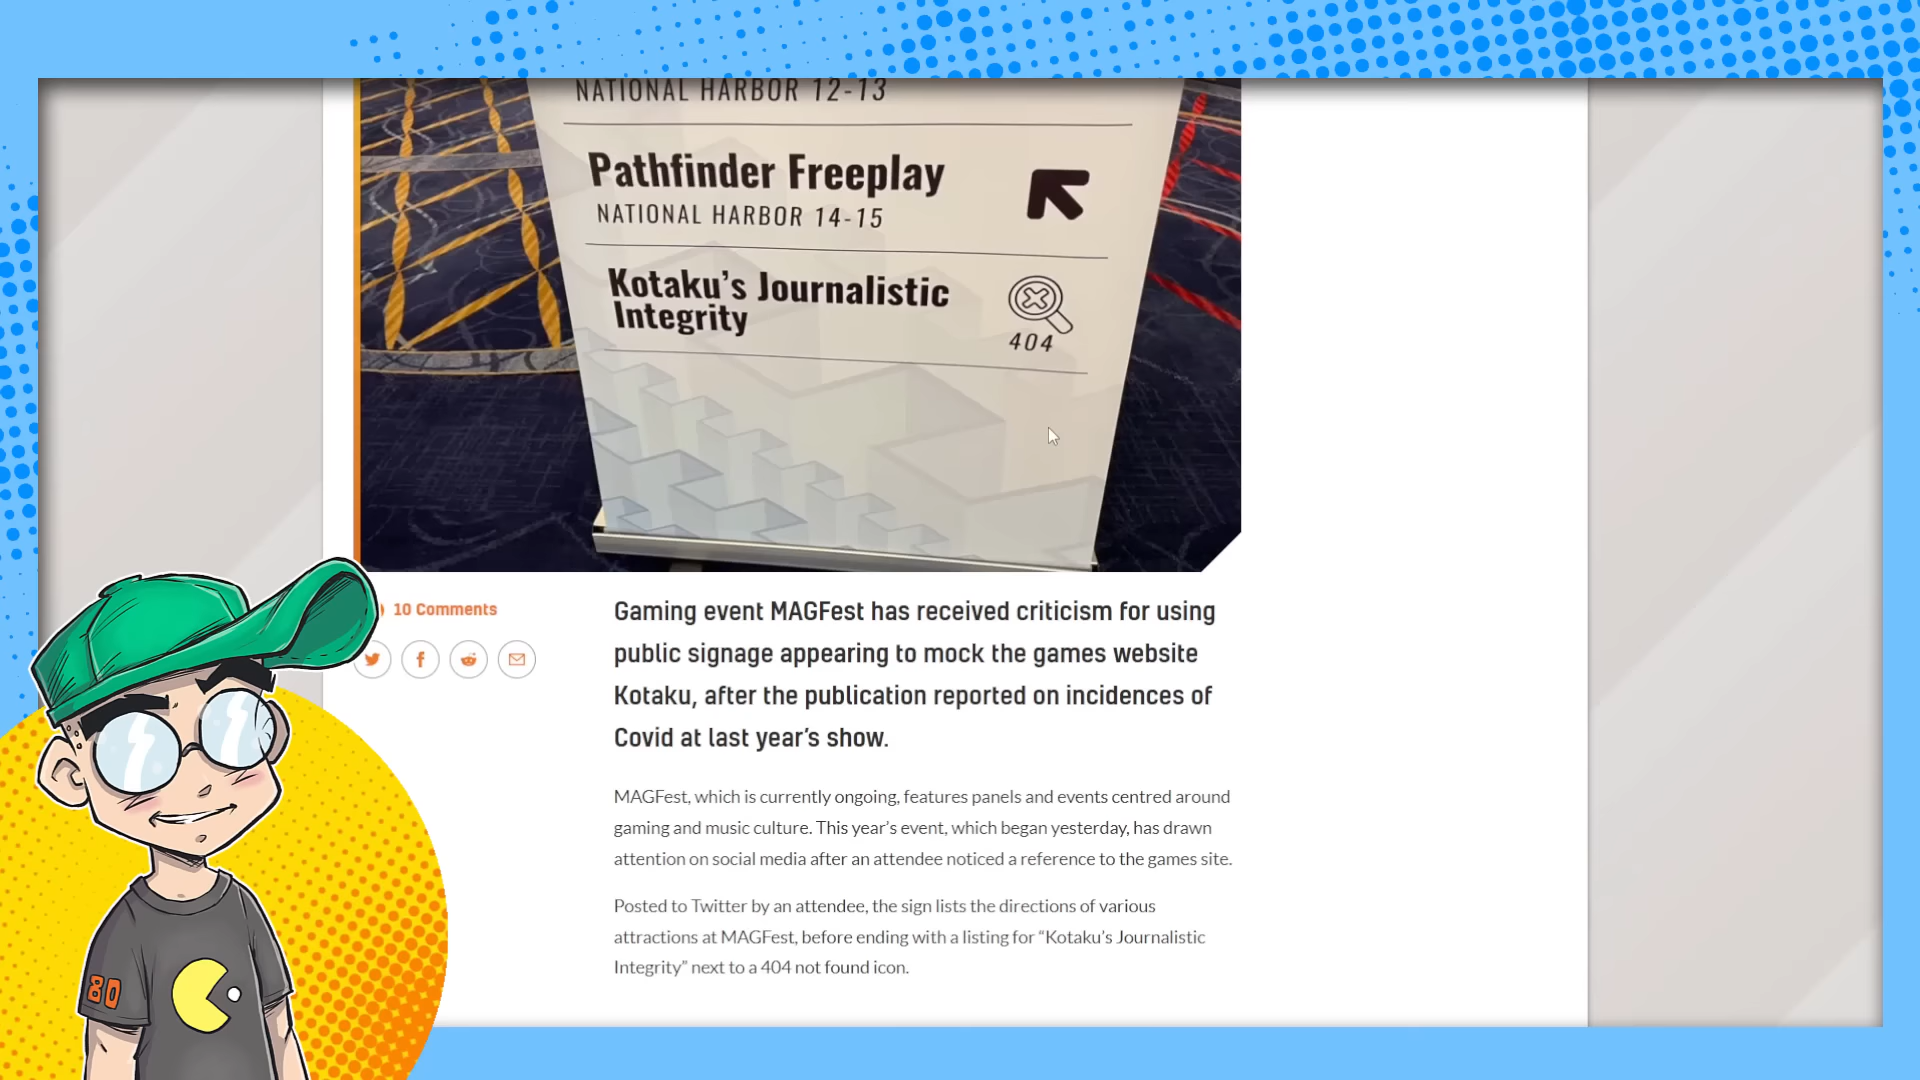 NATIONAL HARBOR 12-13
Pathfinder Freeplay
NATIONAL HARBOR 14-15
Kotaku's Journalistic
Integrity
404
10 Comments
Gaming event MAGFest has received criticism for using
public signage appearing to mock the games website
Kotaku, after the publication reported on incidences of
Covid at last year's show.
MAGFest, which is currently ongoing, features panels and events centred around
gaming and music culture. This year's event, which began yesterday, has drawn
attention on social media after an attendee noticed a reference to the games site.
Posted to Twitter by an attendee, the sign lists the directions of various
attractions at MAGFest, before ending with a listing for “Kotaku's Journalistic
Integrity” next to a 404 not found icon.
80